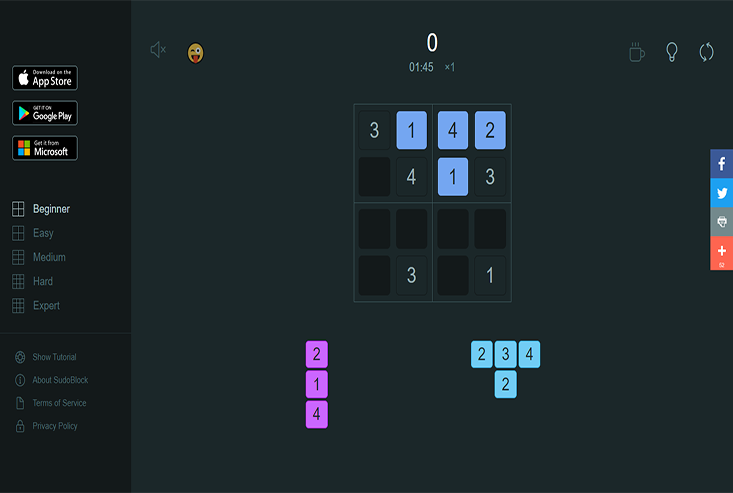 0
01:45 ×1
Download on the
App Store
GET IT ON
Google Play
Get it from
Microsoft
3 1 4 2
4 1 3
3 1
Beginner
Easy
Medium
Hard
Expert
Show Tutorial
About SudoBlock
Terms of Service
Privacy Policy
2
1
4
2 3 4
2
f
+
52